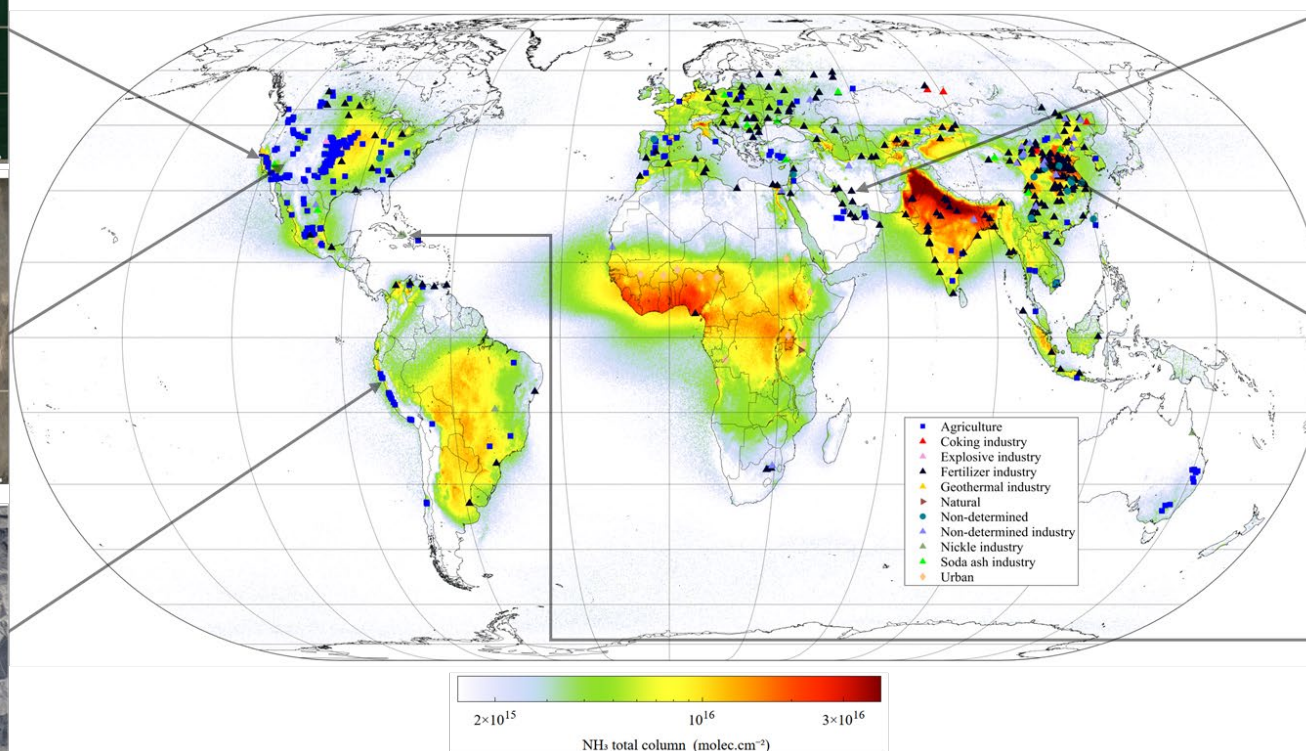 Agriculture
Coking industry
Explosive industry
Fertilizer industry
Geothermal industry
Natural
Non-determined
Non-determined industry
Nickle industry
Soda ash industry
Urban
2×10¹⁵ 10¹⁶ 3×10¹⁶
NH₃ total column (molec.cm⁻²)